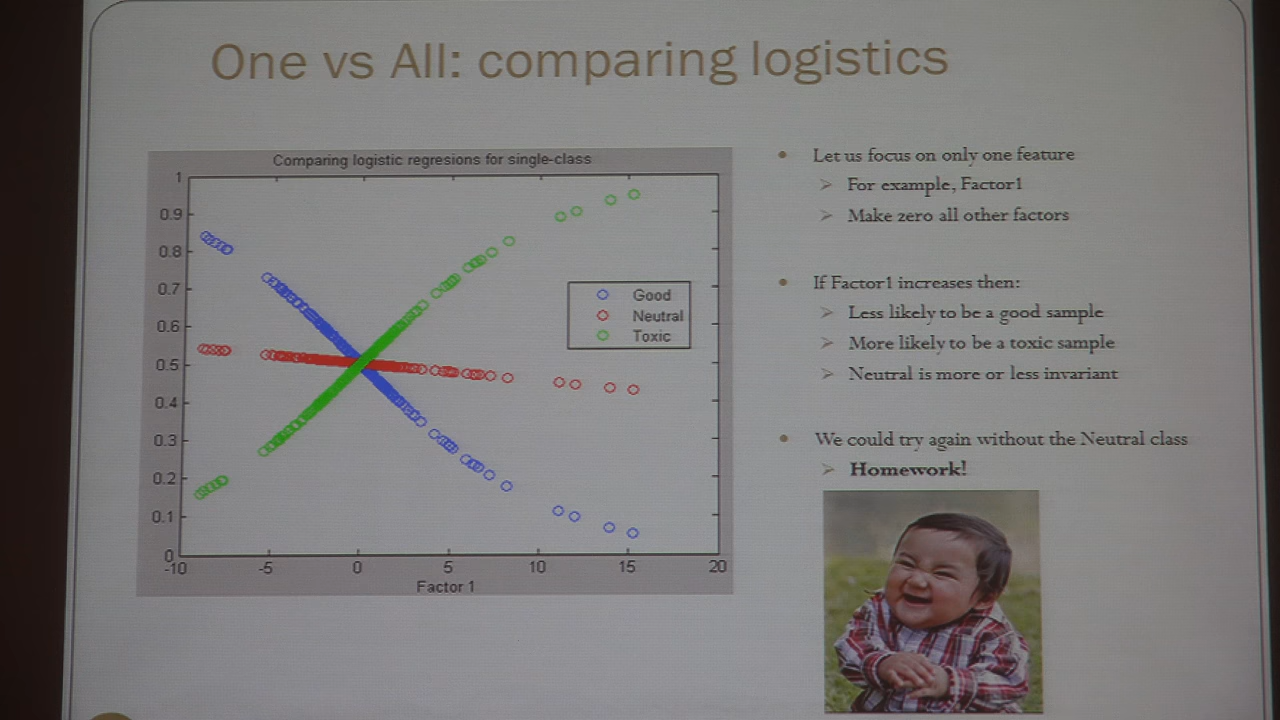 One vs All: comparing logistics
Comparing logistic regresions for single-class
1
0.9
0.8
0.7
0.6
0.5
0.4
0.3
0.2
0.1
0
-10
-5
0
5
10
15
20
Factor 1
Good
Neutral
Toxic
Let us focus on only one feature
For example, Factor1
Make zero all other factors
If Factor1 increases then:
Less likely to be a good sample
More likely to be a toxic sample
Neutral is more or less invariant
We could try again without the Neutral class
Homework!